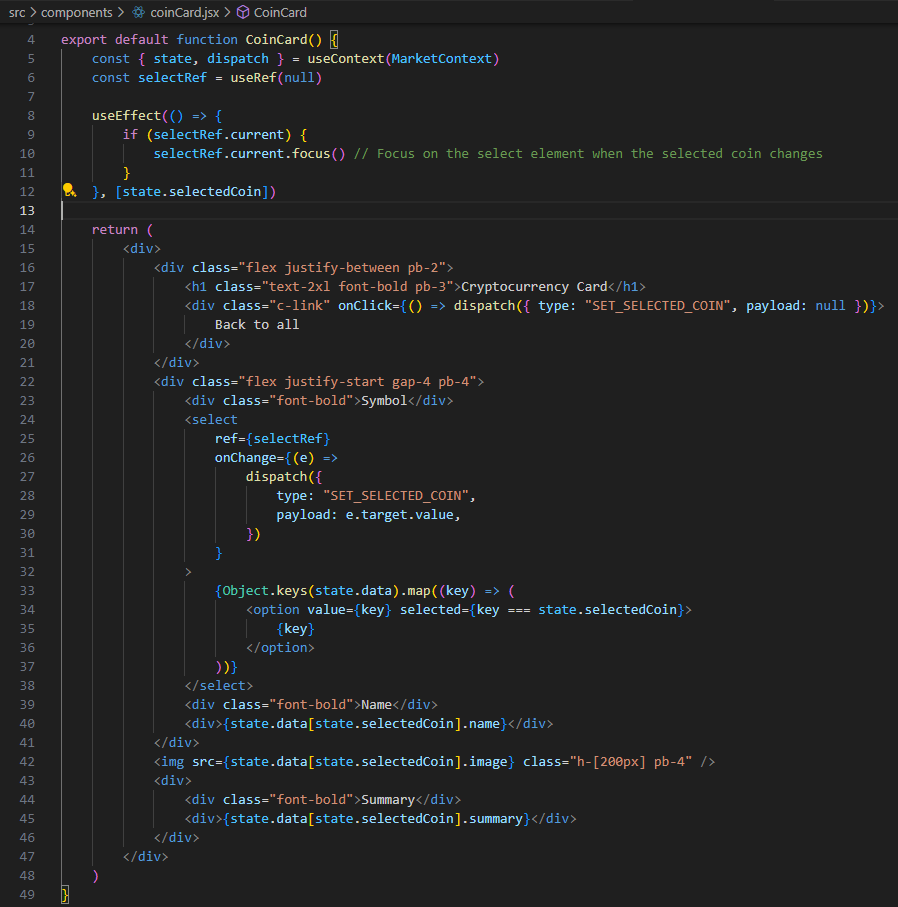 src > components > coinCard.jsx > CoinCard
4 export default function CoinCard() {
5     const { state, dispatch } = useContext(MarketContext)
6     const selectRef = useRef(null)
7
8     useEffect(() => {
9         if (selectRef.current) {
10             selectRef.current.focus() // Focus on the select element when the selected coin changes
11         }
12     }, [state.selectedCoin])
13
14     return (
15         <div>
16             <div class="flex justify-between pb-2">
17                 <h1 class="text-2xl font-bold pb-3">Cryptocurrency Card</h1>
18                 <div class="c-link" onClick={() => dispatch({ type: "SET_SELECTED_COIN", payload: null })}>
19                     Back to all
20                 </div>
21             </div>
22             <div class="flex justify-start gap-4 pb-4">
23                 <div class="font-bold">Symbol</div>
24                 <select
25                     ref={selectRef}
26                     onChange={(e) =>
27                         dispatch({
28                             type: "SET_SELECTED_COIN",
29                             payload: e.target.value,
30                         })
31                     }
32                 >
33                     {Object.keys(state.data).map((key) => (
34                         <option value={key} selected={key === state.selectedCoin}>
35                             {key}
36                         </option>
37                     ))}
38                 </select>
39                 <div class="font-bold">Name</div>
40                 <div>{state.data[state.selectedCoin].name}</div>
41             </div>
42             <img src={state.data[state.selectedCoin].image} class="h-[200px] pb-4" />
43             <div>
44                 <div class="font-bold">Summary</div>
45                 <div>{state.data[state.selectedCoin].summary}</div>
46             </div>
47         </div>
48     )
49 }